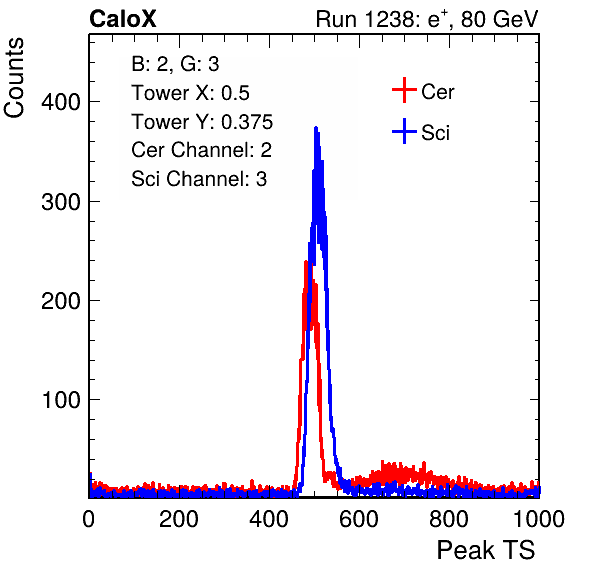 CaloX Run 1238: e⁺, 80 GeV
Counts
B: 2, G: 3
Tower X: 0.5
Tower Y: 0.375
Cer Channel: 2
Sci Channel: 3
Cer
Sci
400
300
200
100
0 200 400 600 800 1000
Peak TS